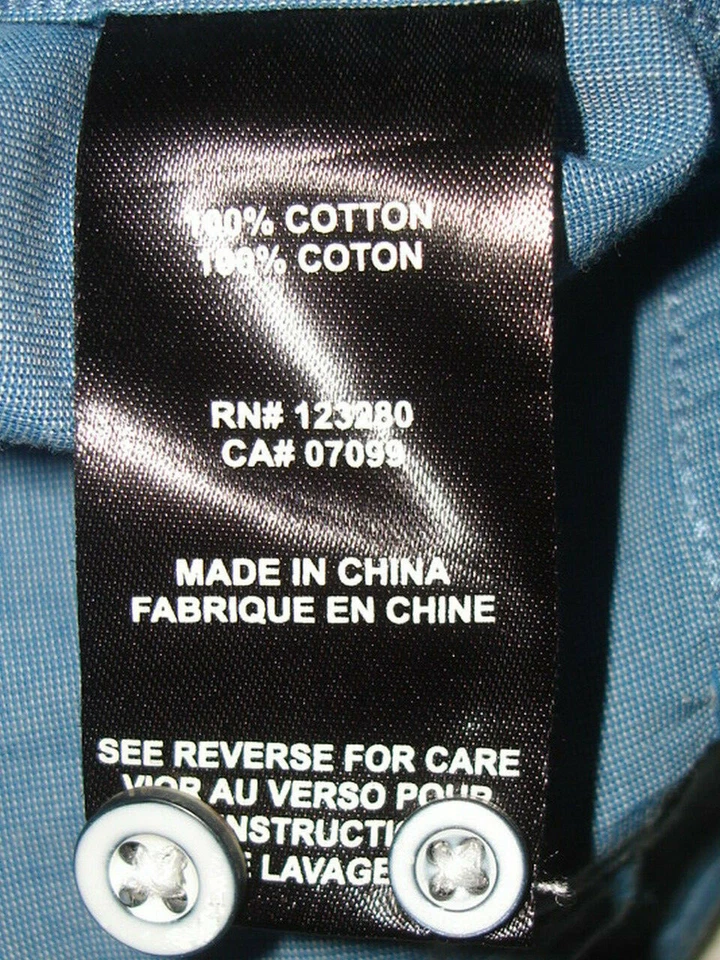 100% COTTON
100% COTON
RN# 123280
CA# 07099
MADE IN CHINA
FABRIQUE EN CHINE
SEE REVERSE FOR CARE
VIOR AU VERSO POUR
LAVAGE